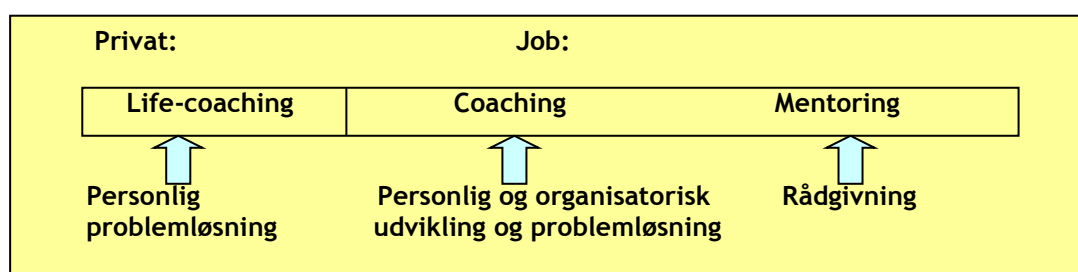 Privat: Job:
Life-coaching Coaching Mentoring
Personlig Personlig og organisatorisk Rådgivning
problemløsning udvikling og problemløsning